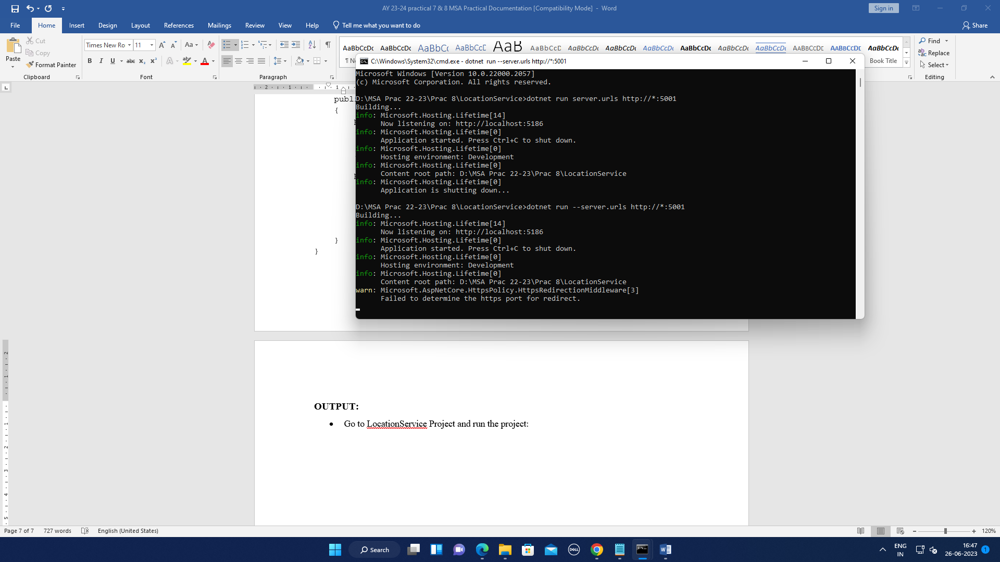 AY 23-24 practical 7 & 8 MSA Practical Documentation [Compatibility Mode] - Word
Sign in
File Home Insert Design Layout References Mailings Review View Help Tell me what you want to do Share
Paste
Cut
Copy
Format Painter
Clipboard
Times New Ro 11
Font
Paragraph
AaBbCcDc AaBbCcDc AaBbC( AaBbCcD AaB AaBbCcD AaBbCcDc AaBbCcDc AaBbCcDc AaBbCcDc AaBbCcDc AaBbCcDc AABBCCDD AABBCCDD AaBbCcDc
Book Title
Find
Replace
Select
Editing
C:\Windows\System32\cmd.exe - dotnet run --server.urls http://*:5001
Microsoft Windows [Version 10.0.22000.2057]
(c) Microsoft Corporation. All rights reserved.
D:\MSA Prac 22-23\Prac 8\LocationService>dotnet run server.urls http://*:5001
Building...
info: Microsoft.Hosting.Lifetime[14]
Now listening on: http://localhost:5186
info: Microsoft.Hosting.Lifetime[0]
Application started. Press Ctrl+C to shut down.
info: Microsoft.Hosting.Lifetime[0]
Hosting environment: Development
info: Microsoft.Hosting.Lifetime[0]
Content root path: D:\MSA Prac 22-23\Prac 8\LocationService
info: Microsoft.Hosting.Lifetime[0]
Application is shutting down...
D:\MSA Prac 22-23\Prac 8\LocationService>dotnet run --server.urls http://*:5001
Building...
info: Microsoft.Hosting.Lifetime[14]
Now listening on: http://localhost:5186
info: Microsoft.Hosting.Lifetime[0]
Application started. Press Ctrl+C to shut down.
info: Microsoft.Hosting.Lifetime[0]
Hosting environment: Development
info: Microsoft.Hosting.Lifetime[0]
Content root path: D:\MSA Prac 22-23\Prac 8\LocationService
warn: Microsoft.AspNetCore.HttpsPolicy.HttpsRedirectionMiddleware[3]
Failed to determine the https port for redirect.
publi
{
}
}
OUTPUT:
• Go to LocationService Project and run the project:
Page 7 of 7 727 words English (United States) 120%
Search
ENG
IN
16:47
26-06-2023
1